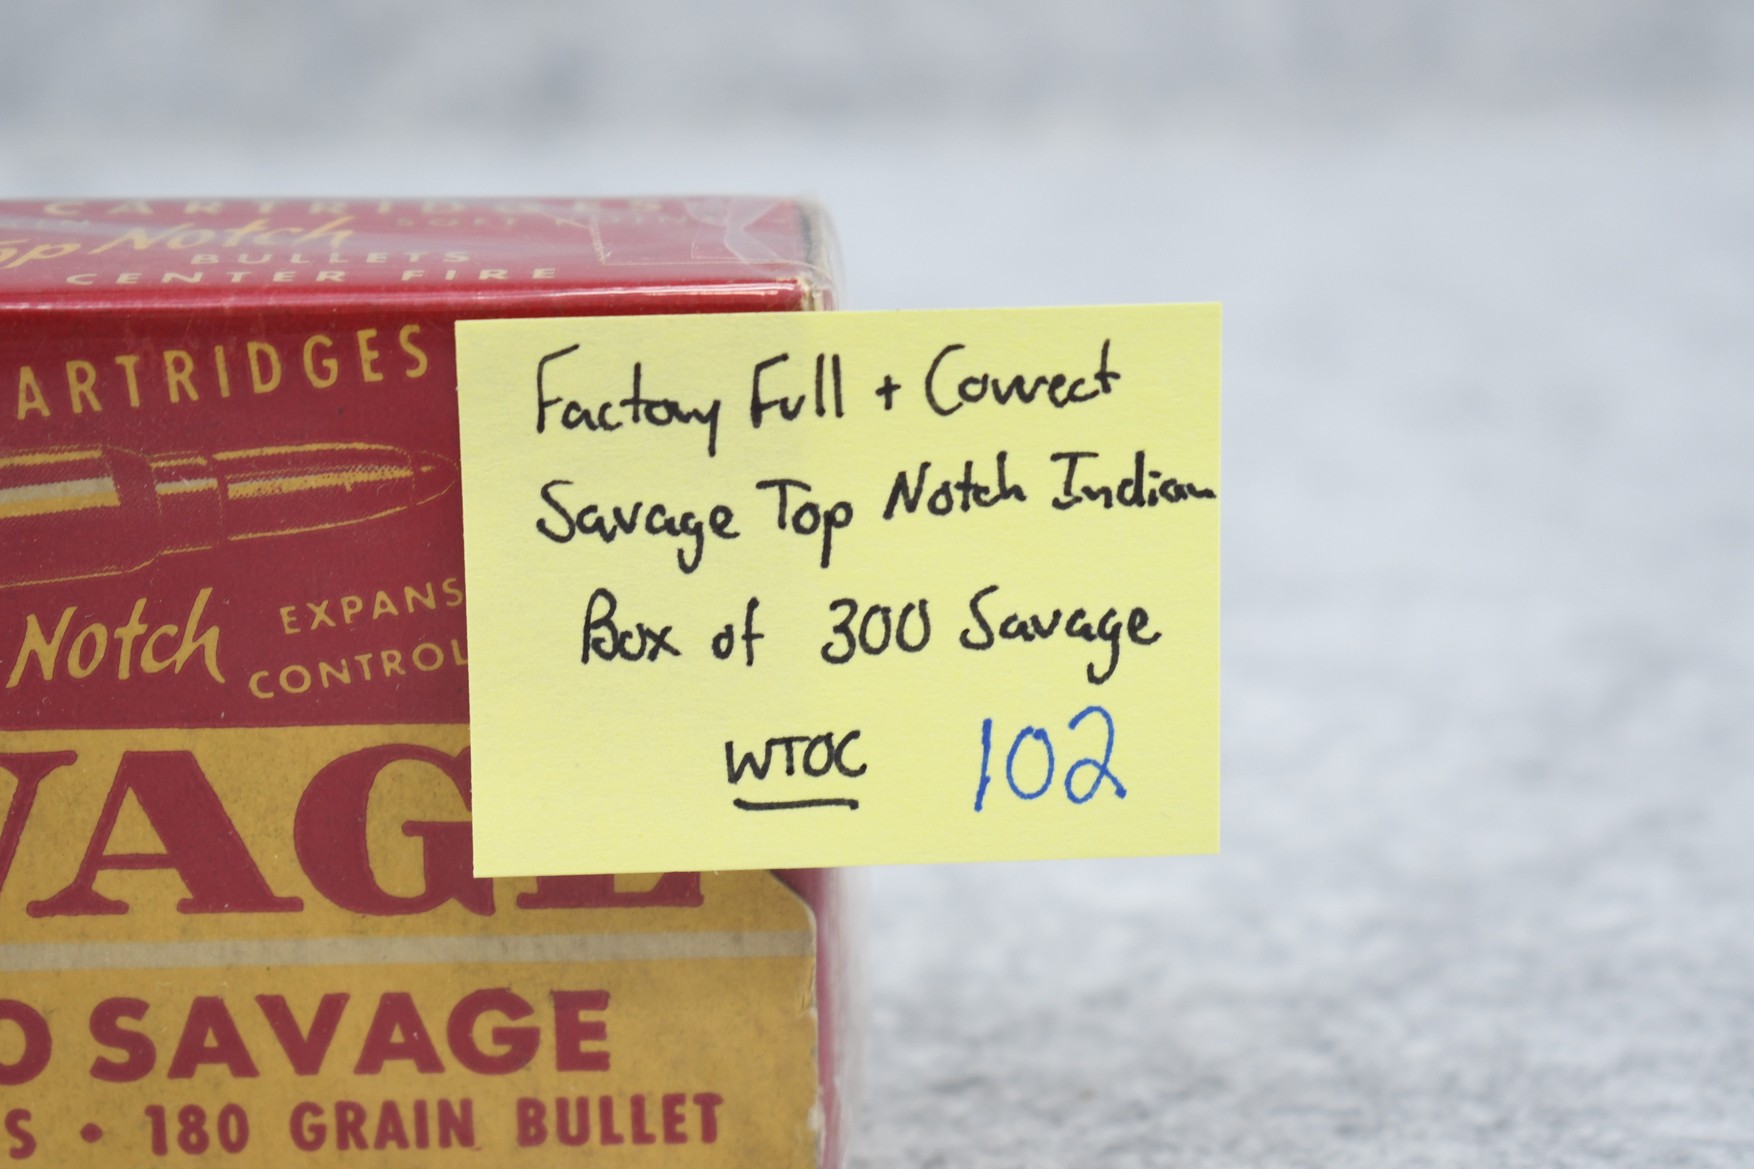 CARTRIDGES
Top Notch
BULLETS
CENTER FIRE
ARTRIDGES
Notch EXPANS
CONTROL
VAGE
O SAVAGE
S • 180 GRAIN BULLET
Factory Full + Correct
Savage Top Notch Indian
Box of 300 Savage
WTOC 102